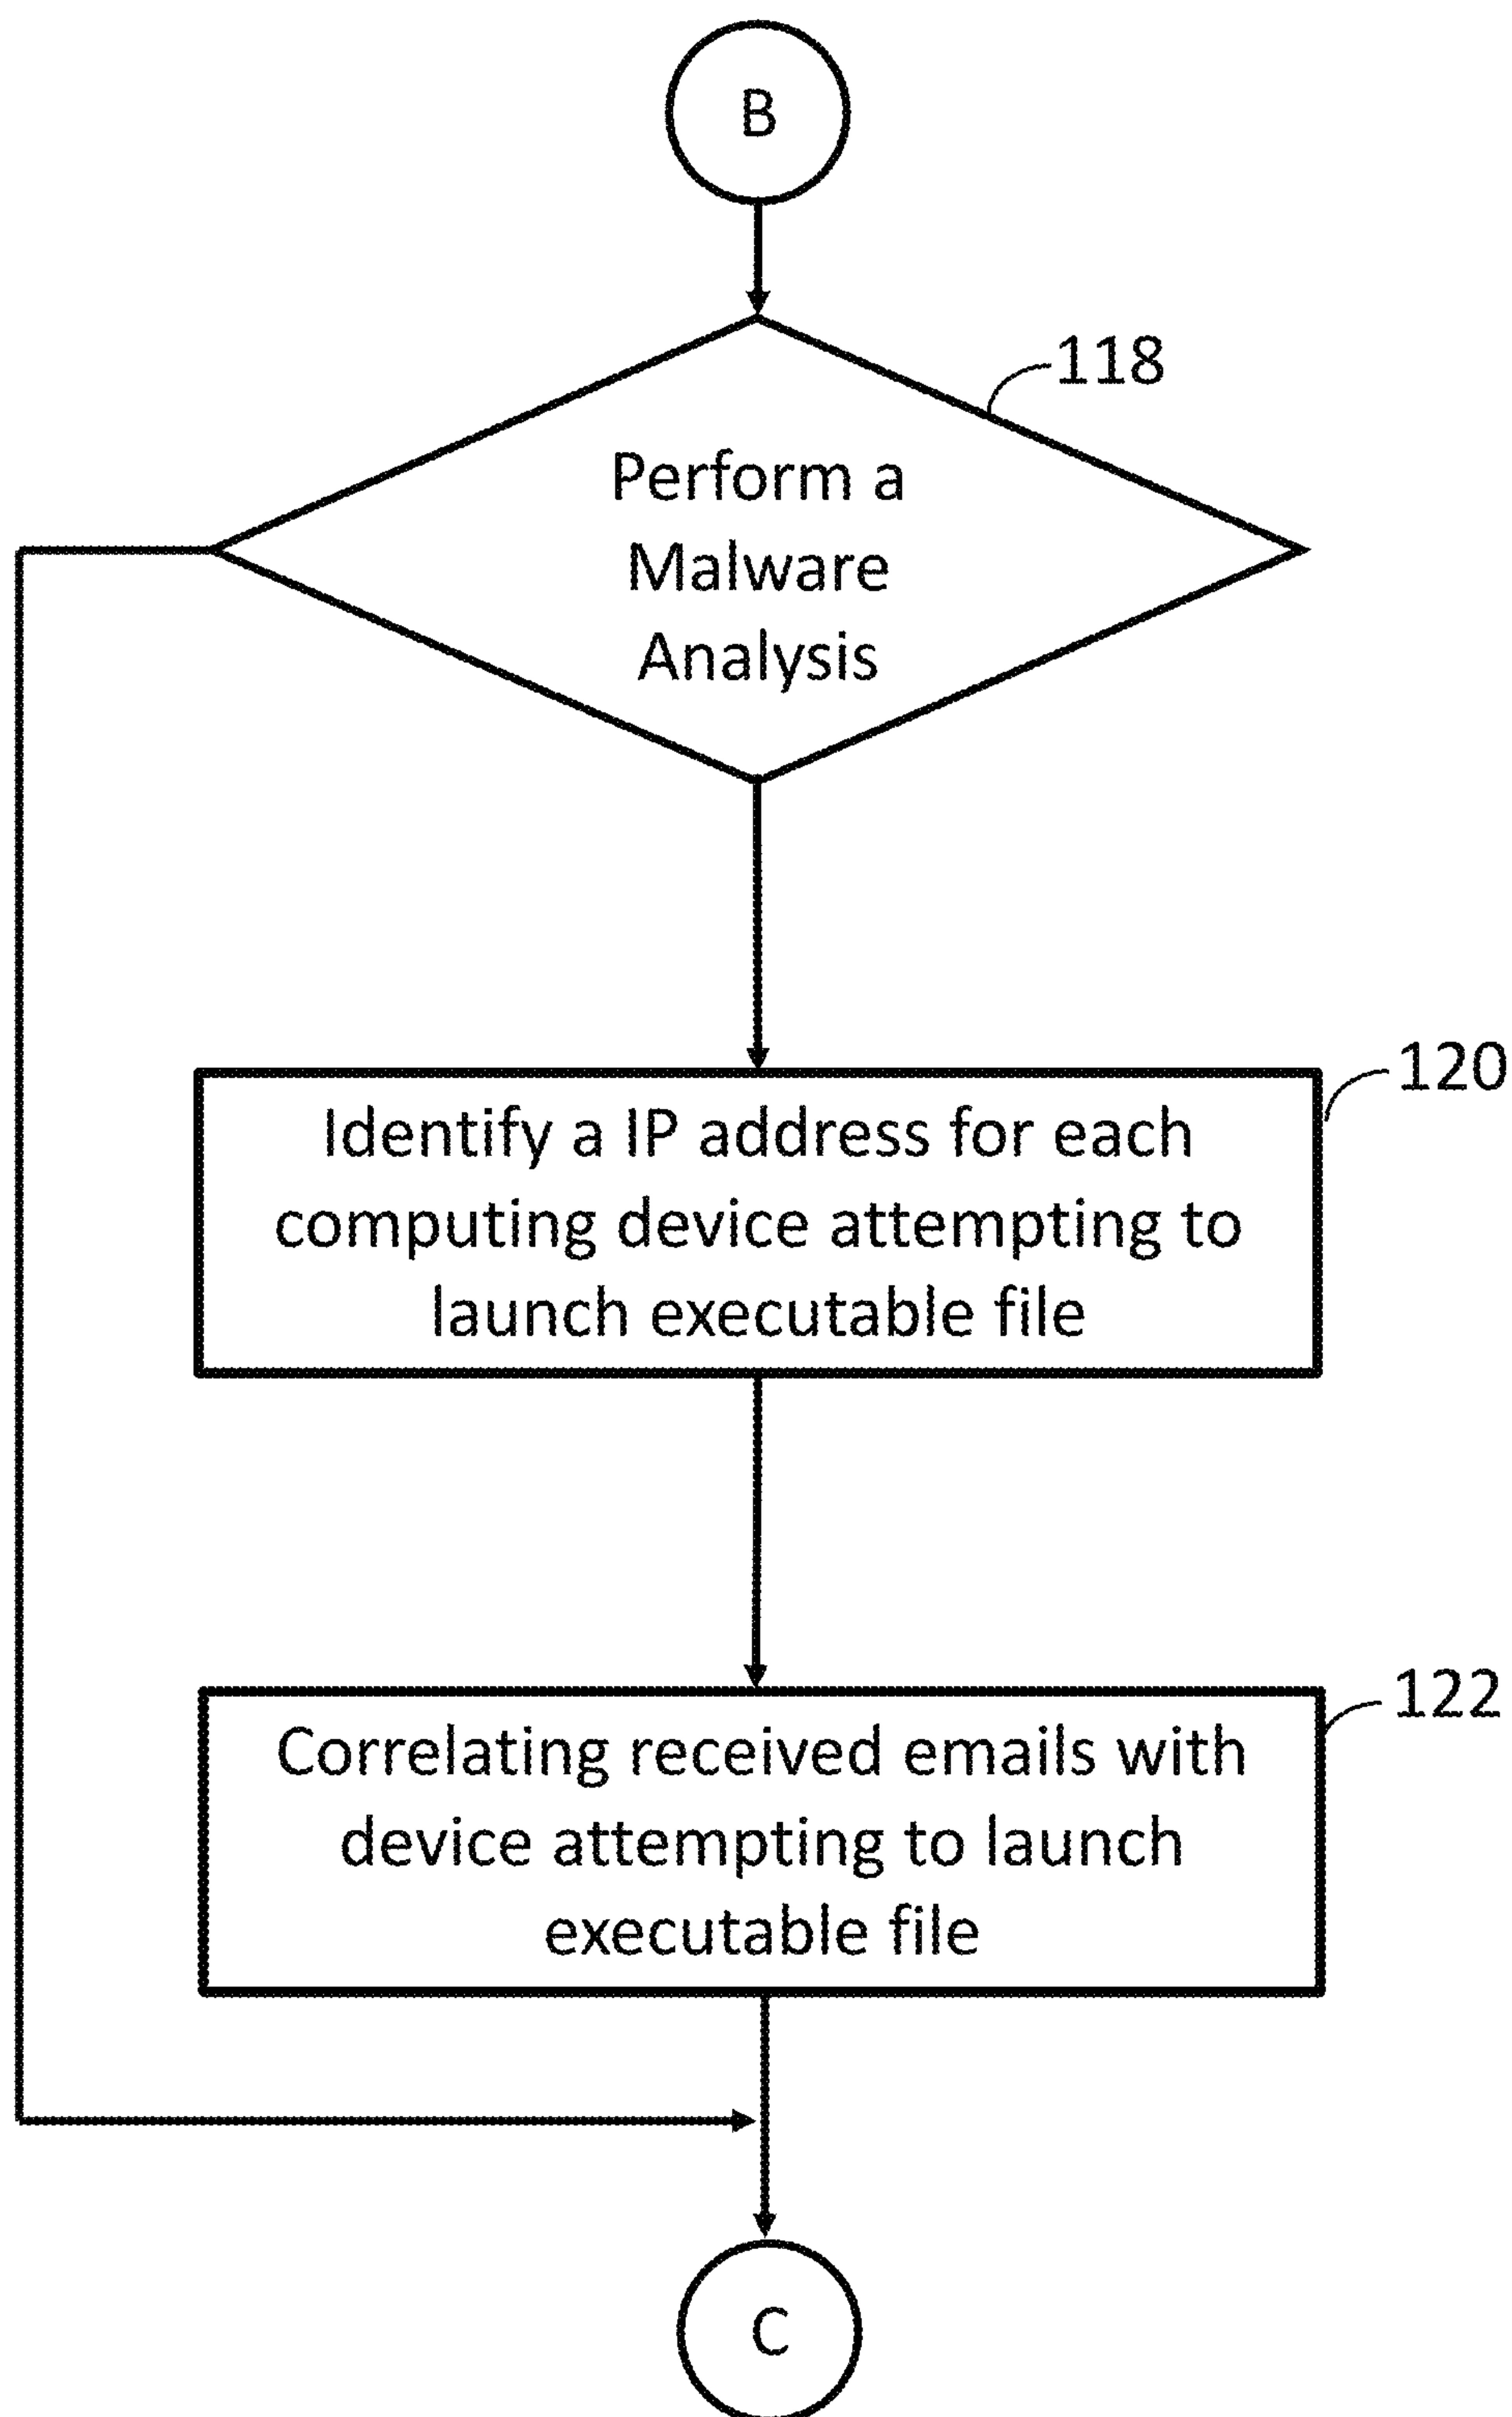 B
118
Perform a
Malware
Analysis
120
Identify a IP address for each
computing device attempting to
launch executable file
122
Correlating received emails with
device attempting to launch
executable file
C